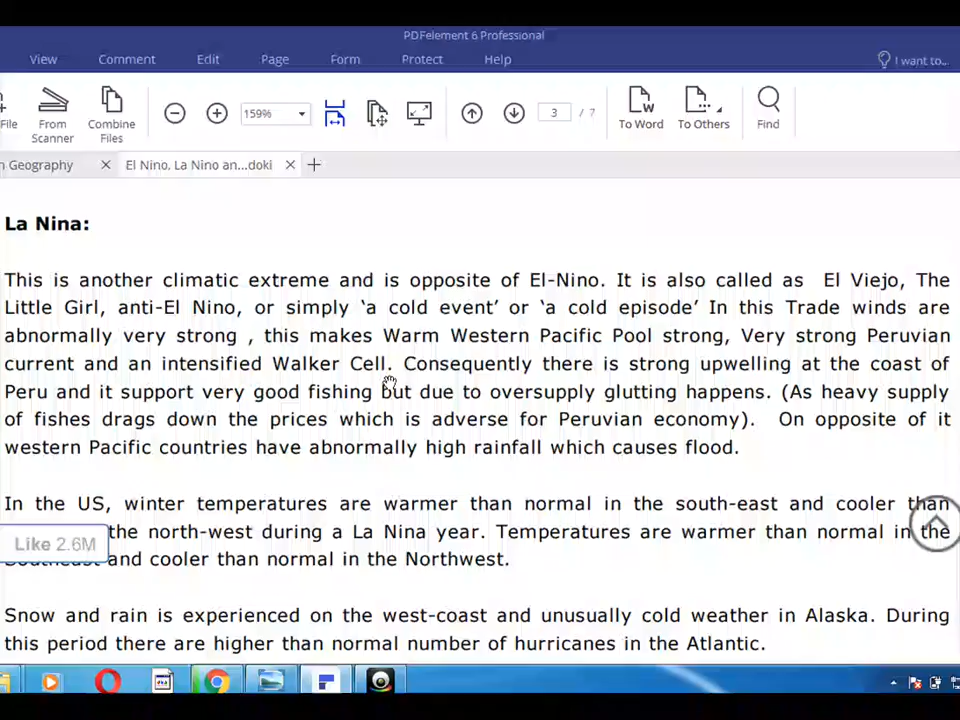 PDFelement 6 Professional
View Comment Edit Page Form Protect Help I want to...
File From Scanner Combine Files 159% 3 / 7 To Word To Others Find
n Geography El Nino, La Nino an...doki
La Nina:
This is another climatic extreme and is opposite of El-Nino. It is also called as El Viejo, The
Little Girl, anti-El Nino, or simply ‘a cold event’ or ‘a cold episode’ In this Trade winds are
abnormally very strong , this makes Warm Western Pacific Pool strong, Very strong Peruvian
current and an intensified Walker Cell. Consequently there is strong upwelling at the coast of
Peru and it support very good fishing but due to oversupply glutting happens. (As heavy supply
of fishes drags down the prices which is adverse for Peruvian economy). On opposite of it
western Pacific countries have abnormally high rainfall which causes flood.
In the US, winter temperatures are warmer than normal in the south-east and cooler than
the north-west during a La Nina year. Temperatures are warmer than normal in the
Like 2.6M
Southeast and cooler than normal in the Northwest.
Snow and rain is experienced on the west-coast and unusually cold weather in Alaska. During
this period there are higher than normal number of hurricanes in the Atlantic.